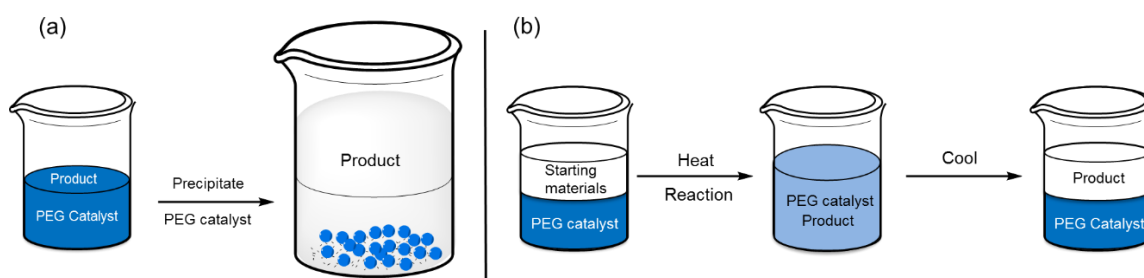 (a)
Product
PEG Catalyst
Precipitate
PEG catalyst
Product
(b)
Starting
materials
PEG catalyst
Heat
Reaction
PEG catalyst
Product
Cool
Product
PEG Catalyst